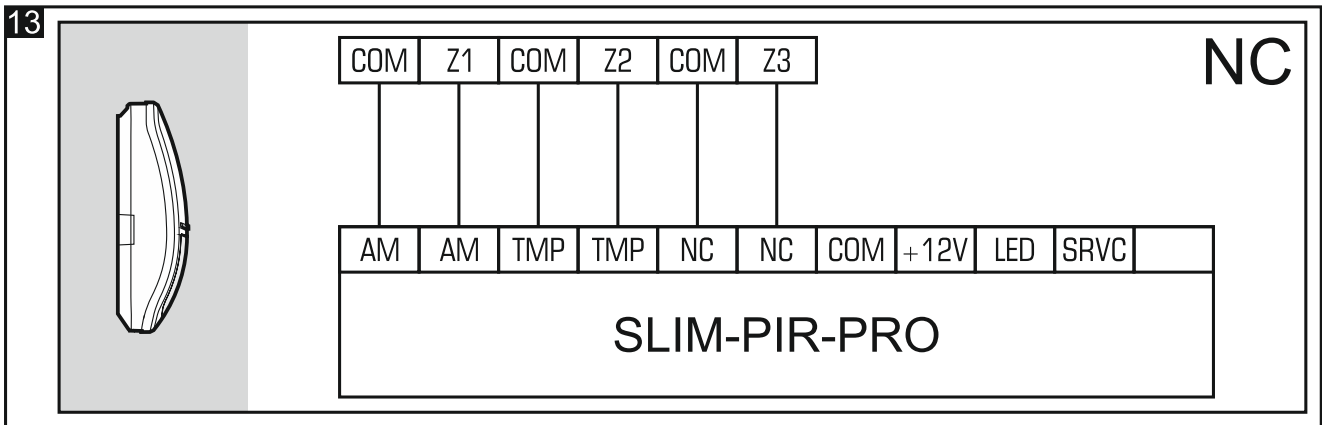 13
NC
COM Z1 COM Z2 COM Z3
AM AM TMP TMP NC NC COM +12V LED SRVC
SLIM-PIR-PRO